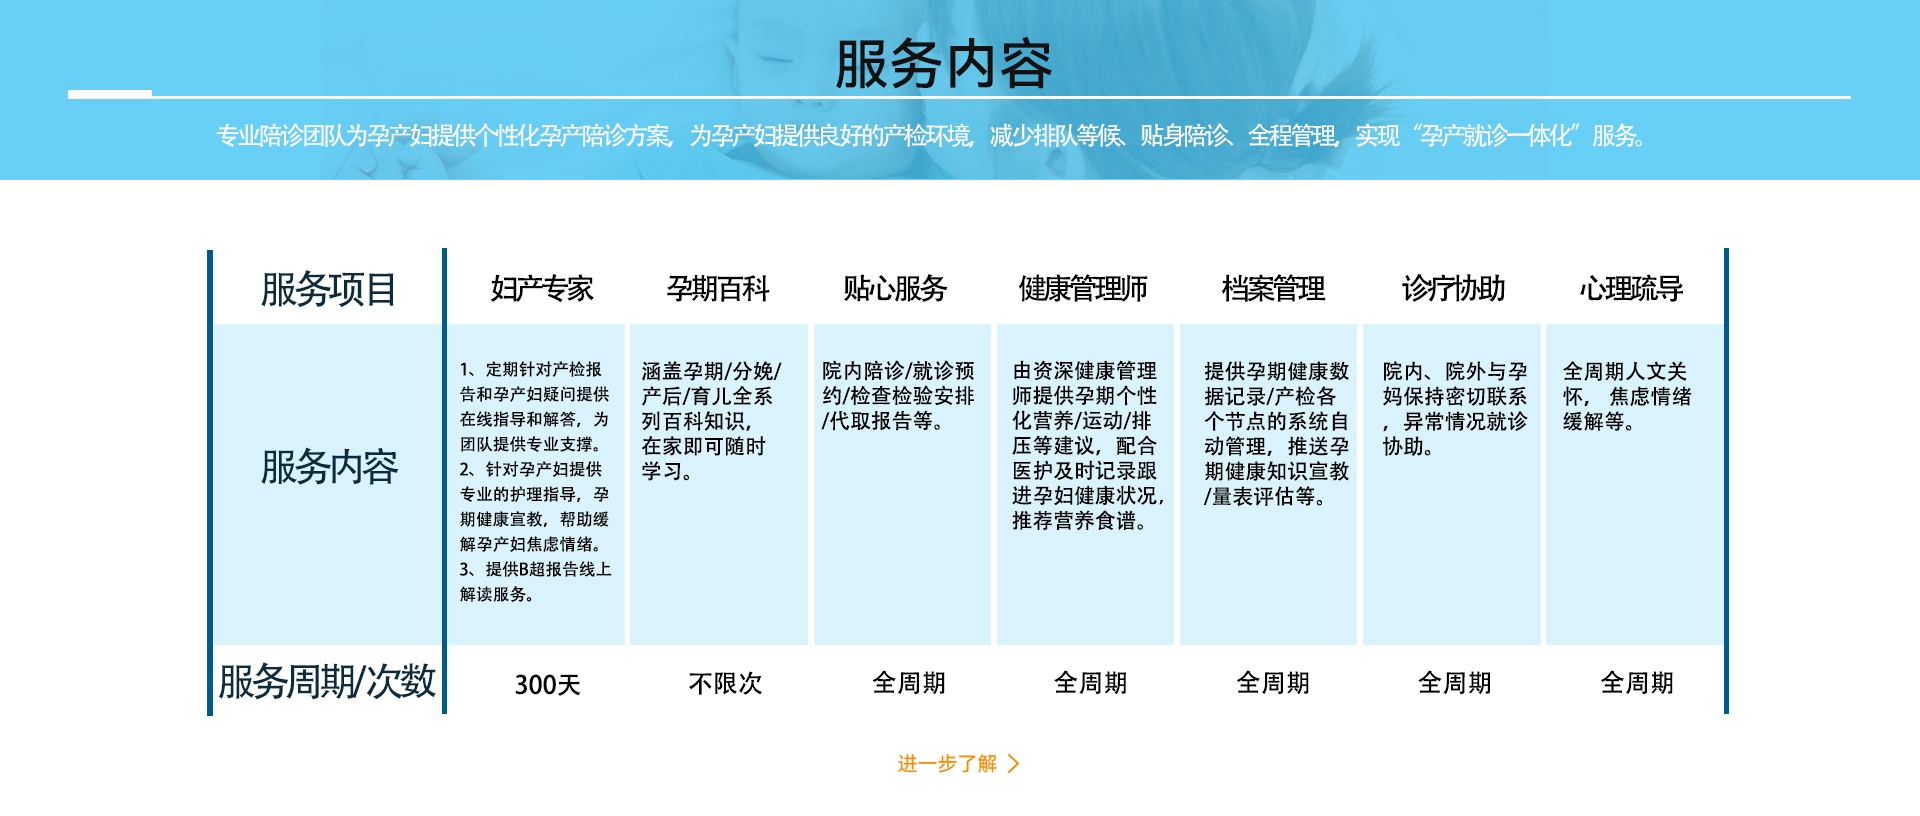 服务内容
专业陪诊团队为孕产妇提供个性化孕产陪诊方案，为孕产妇提供良好的产检环境，减少排队等候、贴身陪诊、全程管理，实现“孕产就诊一体化”服务。
服务项目
妇产专家
孕期百科
贴心服务
健康管理师
档案管理
诊疗协助
心理疏导
服务内容
1、定期针对产检报
告和孕产妇疑问提供
在线指导和解答，为
团队提供专业支撑。
2、针对孕产妇提供
专业的护理指导，孕
期健康宣教，帮助缓
解孕产妇焦虑情绪。
3、提供B超报告线上
解读服务。
涵盖孕期/分娩/
产后/育儿全系
列百科知识，
在家即可随时
学习。
院内陪诊/就诊预
约/检查检验安排
/代取报告等。
由资深健康管理
师提供孕期个性
化营养/运动/排
压等建议，配合
医护及时记录跟
进孕妇健康状况，
推荐营养食谱。
提供孕期健康数
据记录/产检各
个节点的系统自
动管理，推送孕
期健康知识宣教
/量表评估等。
院内、院外与孕
妈保持密切联系
，异常情况就诊
协助。
全周期人文关
怀， 焦虑情绪
缓解等。
服务周期/次数
300天
不限次
全周期
全周期
全周期
全周期
全周期
进一步了解 >